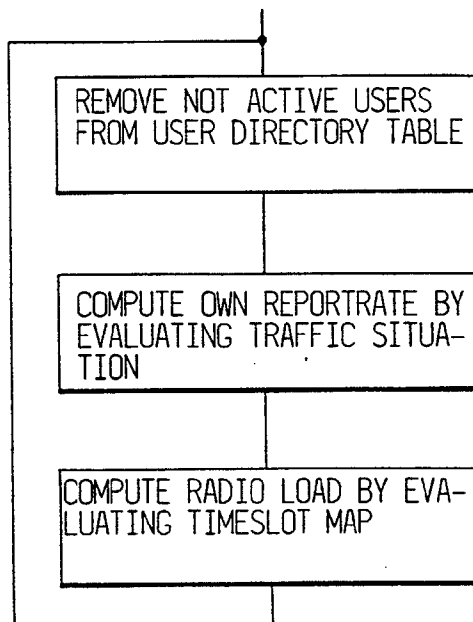 REMOVE NOT ACTIVE USERS
FROM USER DIRECTORY TABLE
COMPUTE OWN REPORTRATE BY
EVALUATING TRAFFIC SITUA-
TION
COMPUTE RADIO LOAD BY EVA-
LUATING TIMESLOT MAP